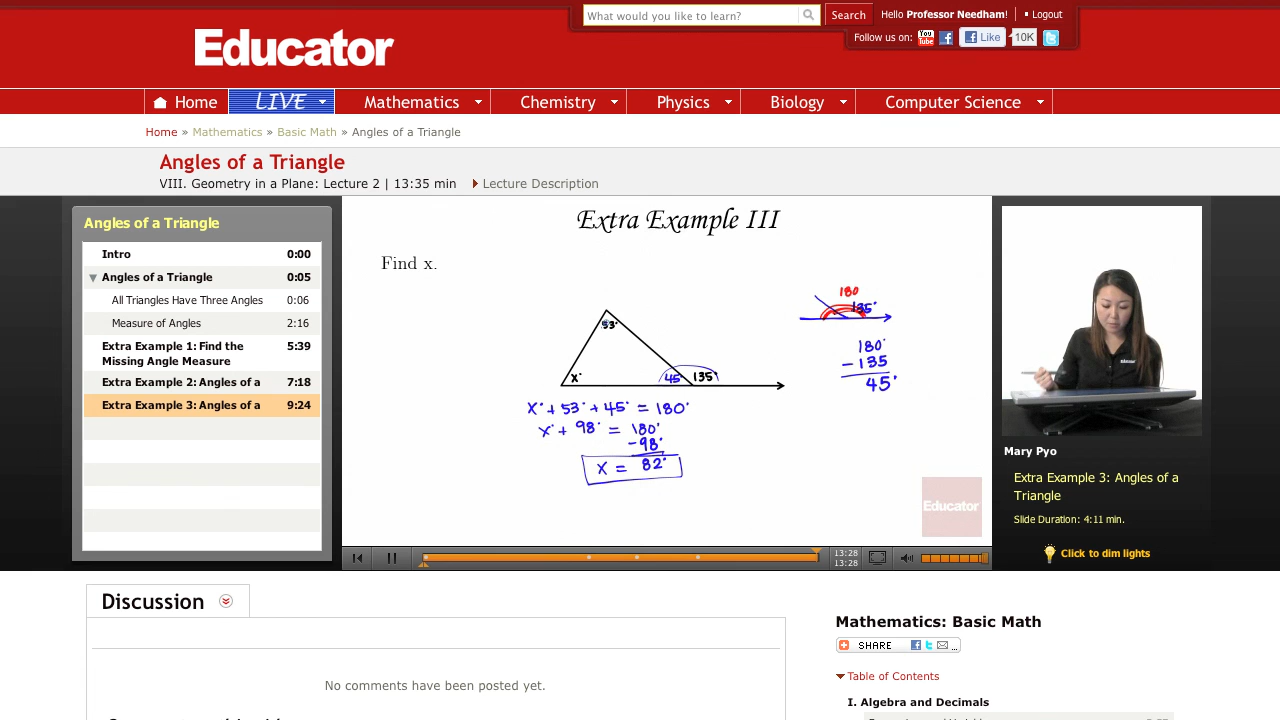 What would you like to learn?
Search
Hello Professor Needham!
Logout
Educator
Follow us on:
You Tube
f
Like
10K
Home
LIVE
Mathematics
Chemistry
Physics
Biology
Computer Science
Home » Mathematics » Basic Math » Angles of a Triangle
Angles of a Triangle
VIII. Geometry in a Plane: Lecture 2 | 13:35 min
Lecture Description
Angles of a Triangle
Intro 0:00
Angles of a Triangle 0:05
All Triangles Have Three Angles 0:06
Measure of Angles 2:16
Extra Example 1: Find the
Missing Angle Measure 5:39
Extra Example 2: Angles of a 7:18
Extra Example 3: Angles of a 9:24
Extra Example III
Find x.
53°
x°
45°
135°
x° + 53° + 45° = 180°
x° + 98° = 180°
-98°
x = 82°
180
135°
180°
-135
45°
Educator
13:28
13:28
Mary Pyo
Extra Example 3: Angles of a
Triangle
Slide Duration: 4:11 min.
Click to dim lights
Discussion
No comments have been posted yet.
Mathematics: Basic Math
SHARE
Table of Contents
I. Algebra and Decimals